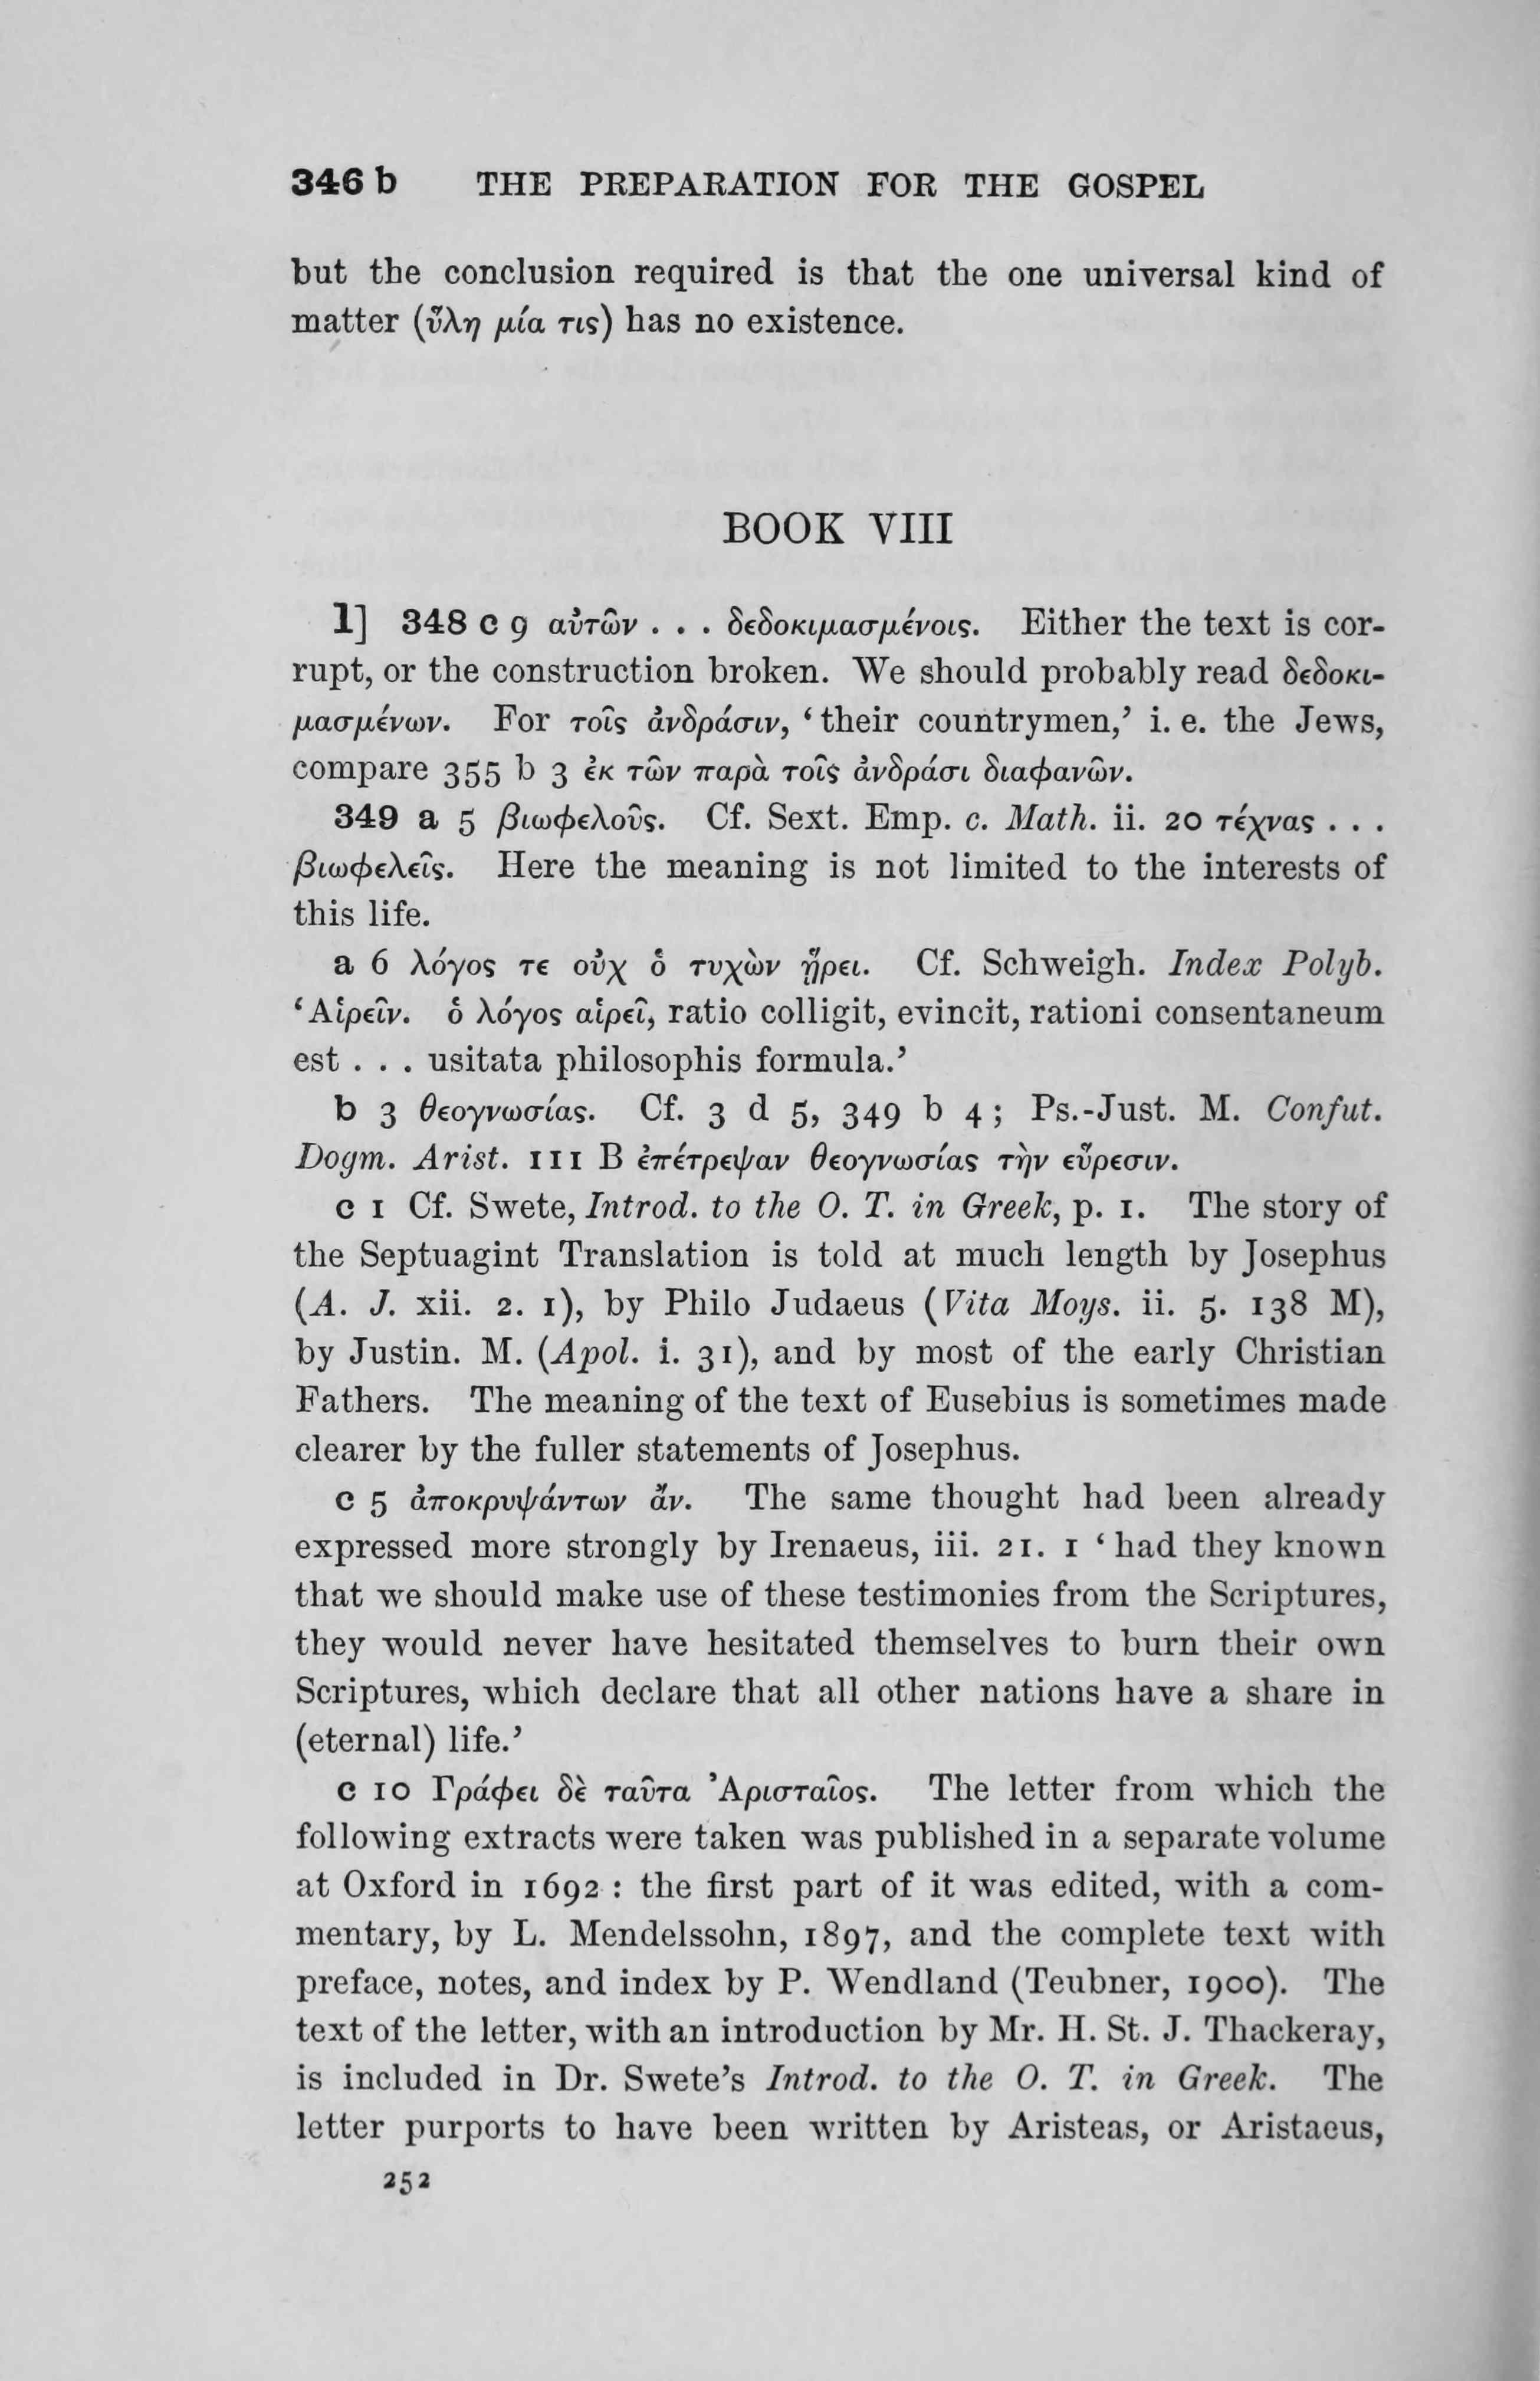 346 b THE PREPARATION FOR THE GOSPEL
but the conclusion required is that the one universal kind of
matter (ὕλη μία τις) has no existence.
BOOK VIII
1] 348 c 9 αὐτῶν . . . δεδοκιμασμένοις. Either the text is cor-
rupt, or the construction broken. We should probably read δεδοκι-
μασμένων. For τοῖς ἀνδράσιν, ‘their countrymen,’ i. e. the Jews,
compare 355 b 3 ἐκ τῶν παρὰ τοῖς ἀνδράσι διαφανῶν.
349 a 5 βιωφελοῦς. Cf. Sext. Emp. c. Math. ii. 20 τέχνας . . .
βιωφελεῖς. Here the meaning is not limited to the interests of
this life.
a 6 λόγος τε οὐχ ὁ τυχὼν ᾕρει. Cf. Schweigh. Index Polyb.
‘Αἱρεῖν. ὁ λόγος αἱρεῖ, ratio colligit, evincit, rationi consentaneum
est . . . usitata philosophis formula.’
b 3 θεογνωσίας. Cf. 3 d 5, 349 b 4; Ps.-Just. M. Confut.
Dogm. Arist. 111 B ἐπέτρεψαν θεογνωσίας τὴν εὕρεσιν.
c 1 Cf. Swete, Introd. to the O. T. in Greek, p. 1. The story of
the Septuagint Translation is told at much length by Josephus
(A. J. xii. 2. 1), by Philo Judaeus (Vita Moys. ii. 5. 138 M),
by Justin. M. (Apol. i. 31), and by most of the early Christian
Fathers. The meaning of the text of Eusebius is sometimes made
clearer by the fuller statements of Josephus.
c 5 ἀποκρυψάντων ἄν. The same thought had been already
expressed more strongly by Irenaeus, iii. 21. 1 ‘had they known
that we should make use of these testimonies from the Scriptures,
they would never have hesitated themselves to burn their own
Scriptures, which declare that all other nations have a share in
(eternal) life.’
c 10 Γράφει δὲ ταῦτα Ἀρισταῖος. The letter from which the
following extracts were taken was published in a separate volume
at Oxford in 1692: the first part of it was edited, with a com-
mentary, by L. Mendelssohn, 1897, and the complete text with
preface, notes, and index by P. Wendland (Teubner, 1900). The
text of the letter, with an introduction by Mr. H. St. J. Thackeray,
is included in Dr. Swete’s Introd. to the O. T. in Greek. The
letter purports to have been written by Aristeas, or Aristaeus,
252